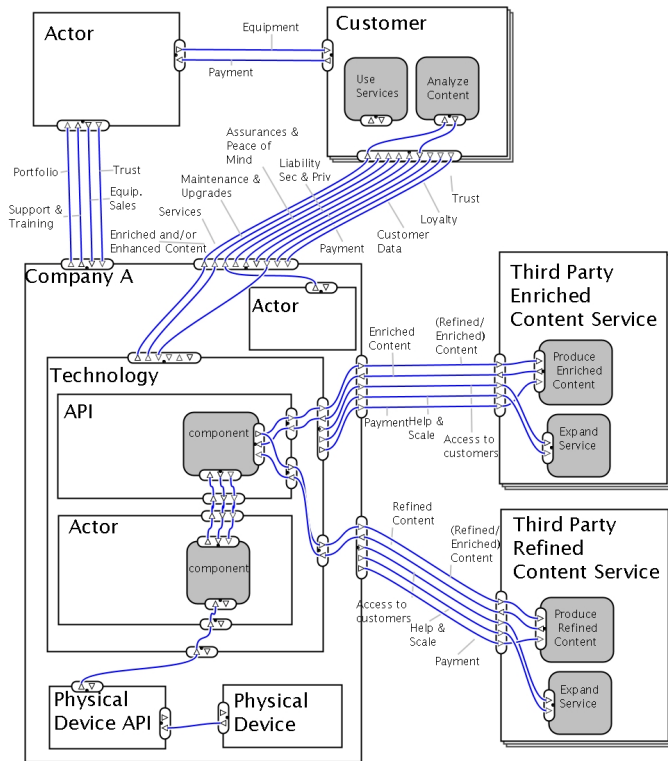 Actor
Equipment
Payment
Customer
Use
Services
Analyze
Content
Portfolio
Trust
Support &
Training
Equip.
Sales
Assurances &
Peace of
Mind
Liability
Sec & Priv
Maintenance &
Upgrades
Services
Enriched and/or
Enhanced Content
Trust
Loyalty
Customer
Data
Payment
Company A
Actor
Technology
API
component
Actor
component
Physical
Device API
Physical
Device
Enriched
Content
(Refined/
Enriched)
Content
Payment
Help &
Scale
Access to
customers
Third Party
Enriched
Content Service
Produce
Enriched
Content
Expand
Service
Refined
Content
(Refined/
Enriched)
Content
Access to
customers
Help &
Scale
Payment
Third Party
Refined
Content Service
Produce
Refined
Content
Expand
Service